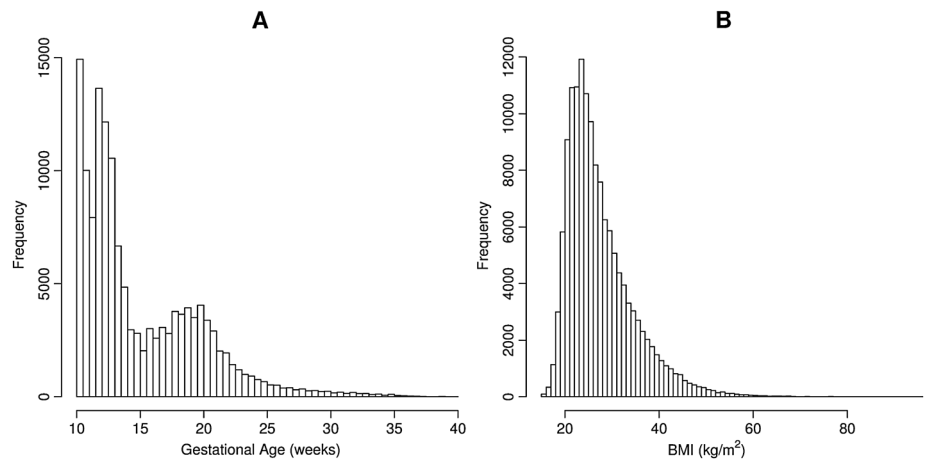 A
Frequency
15000
10000
5000
0
10 15 20 25 30 35 40
Gestational Age (weeks)
B
Frequency
12000
10000
8000
6000
4000
2000
0
20 40 60 80
BMI (kg/m²)